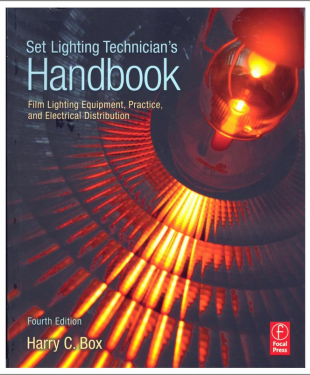 Set Lighting Technician's
Handbook
Film Lighting Equipment, Practice,
and Electrical Distribution
Fourth Edition
Harry C. Box
Focal
Press